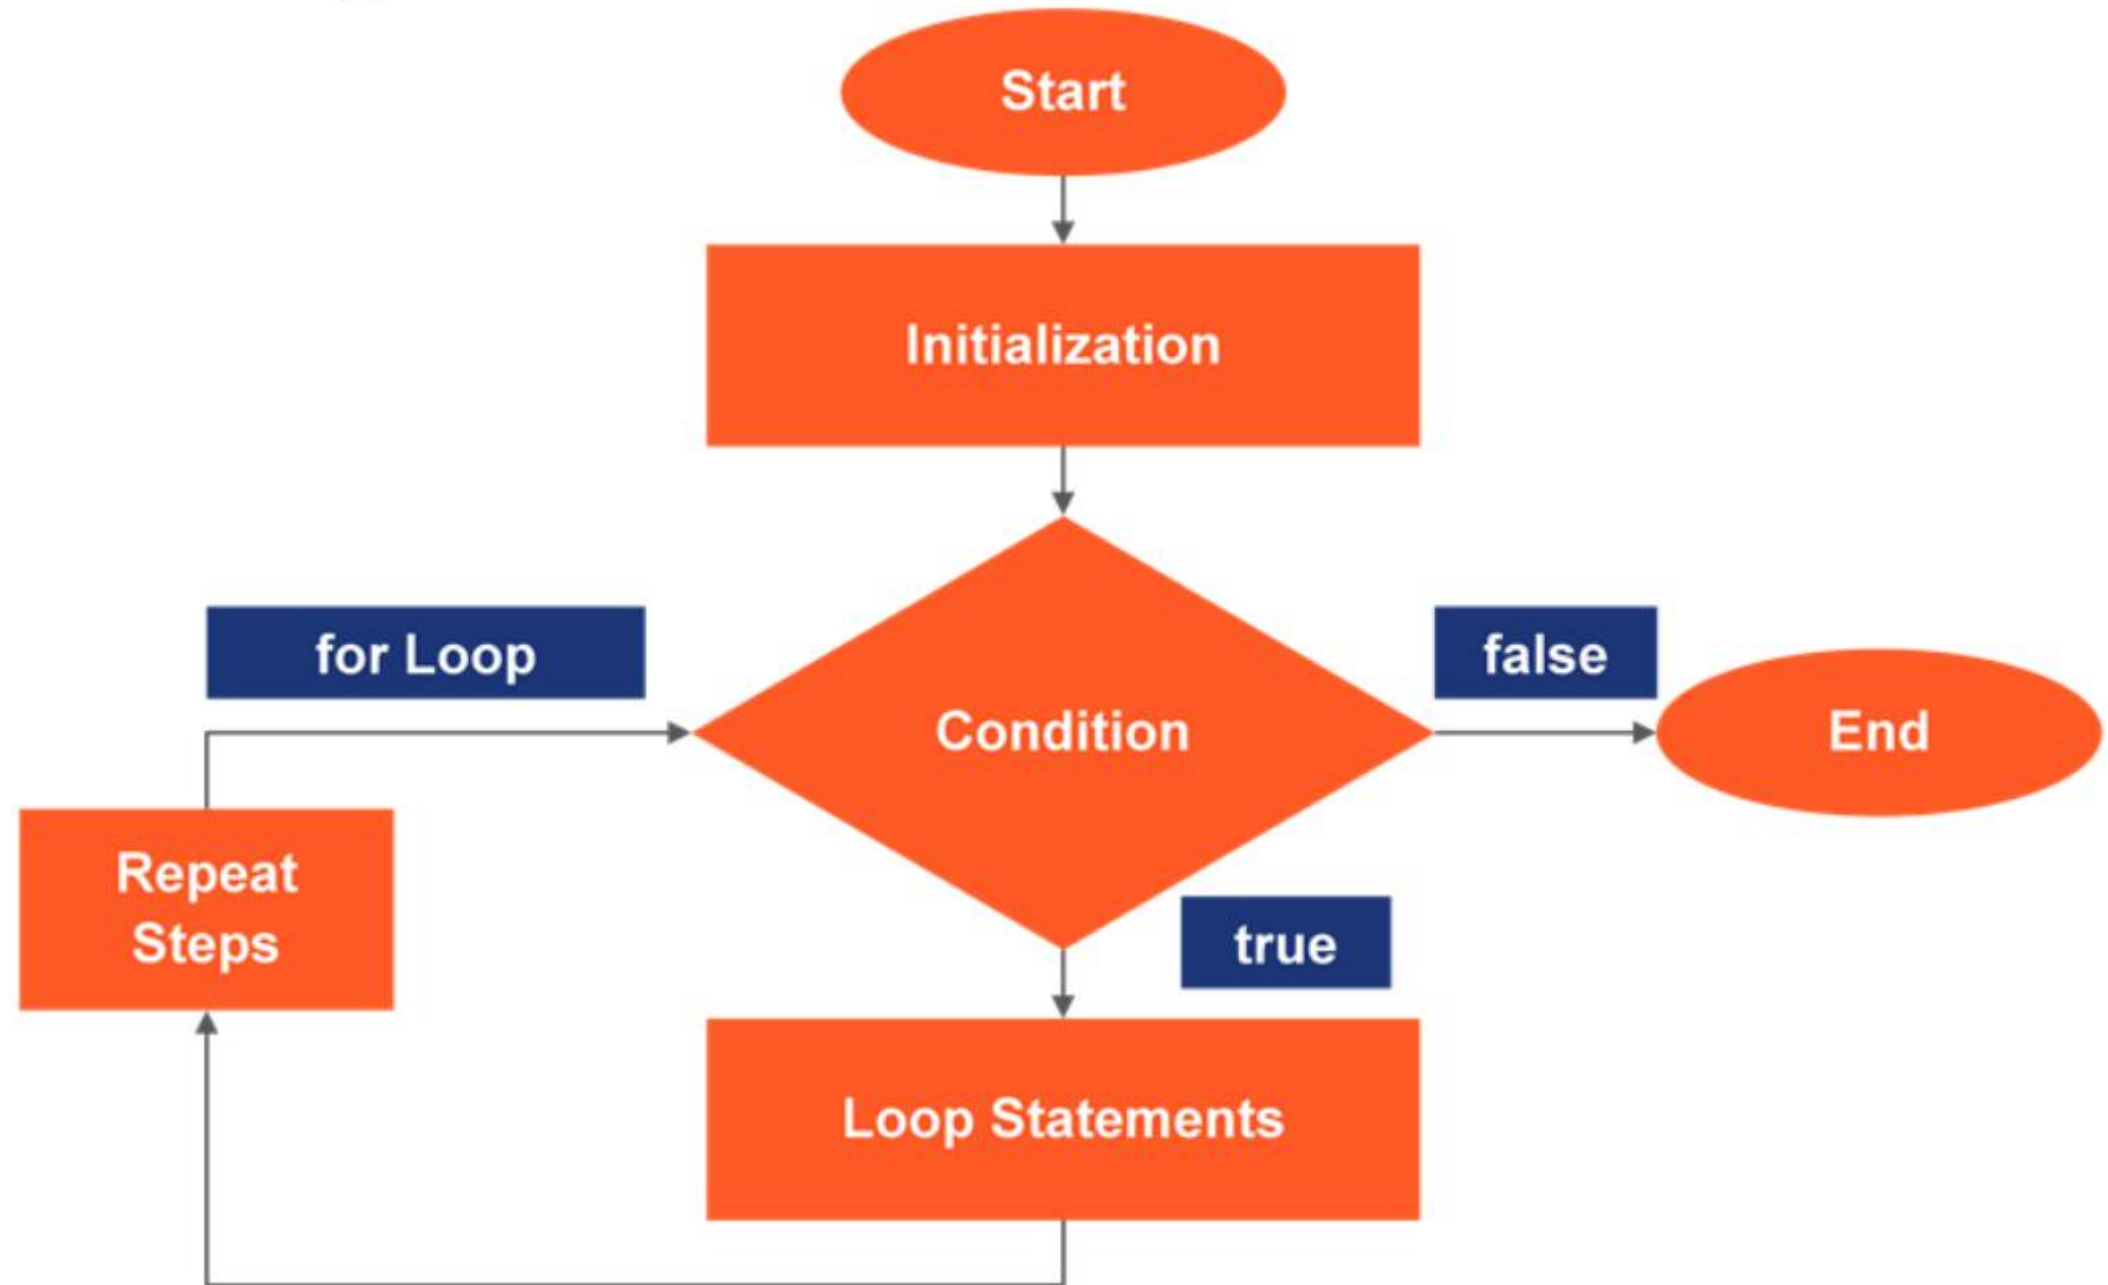 Start
Initialization
for Loop
false
Condition
End
Repeat
Steps
true
Loop Statements